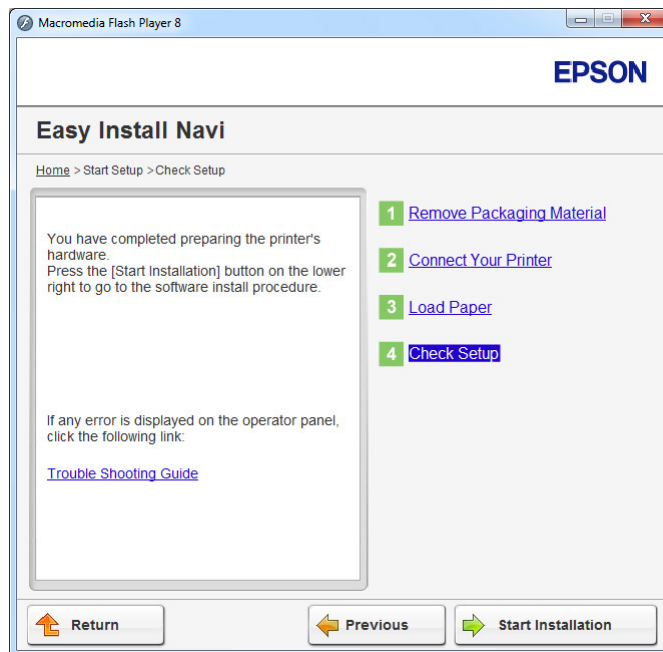 Macromedia Flash Player 8
EPSON
Easy Install Navi
Home > Start Setup > Check Setup
You have completed preparing the printer's
hardware.
Press the [Start Installation] button on the lower
right to go to the software install procedure.
If any error is displayed on the operator panel,
click the following link:
Trouble Shooting Guide
1 Remove Packaging Material
2 Connect Your Printer
3 Load Paper
4 Check Setup
Return
Previous
Start Installation